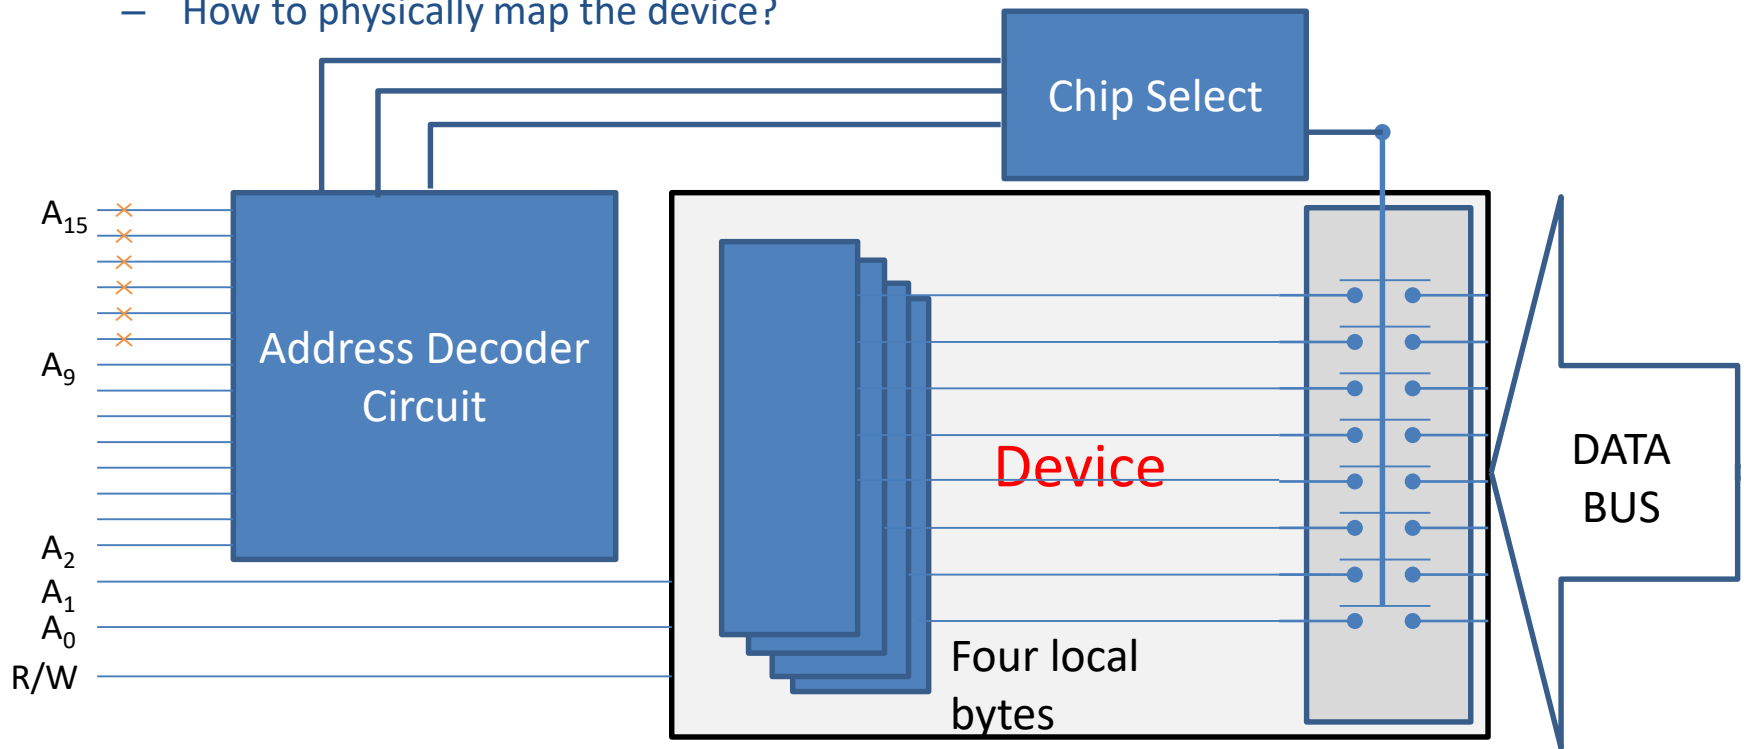 – How to physically map the device?
Chip Select
A15
A9
Address Decoder
Circuit
A2
A1
A0
R/W
Device
Four local
bytes
DATA
BUS